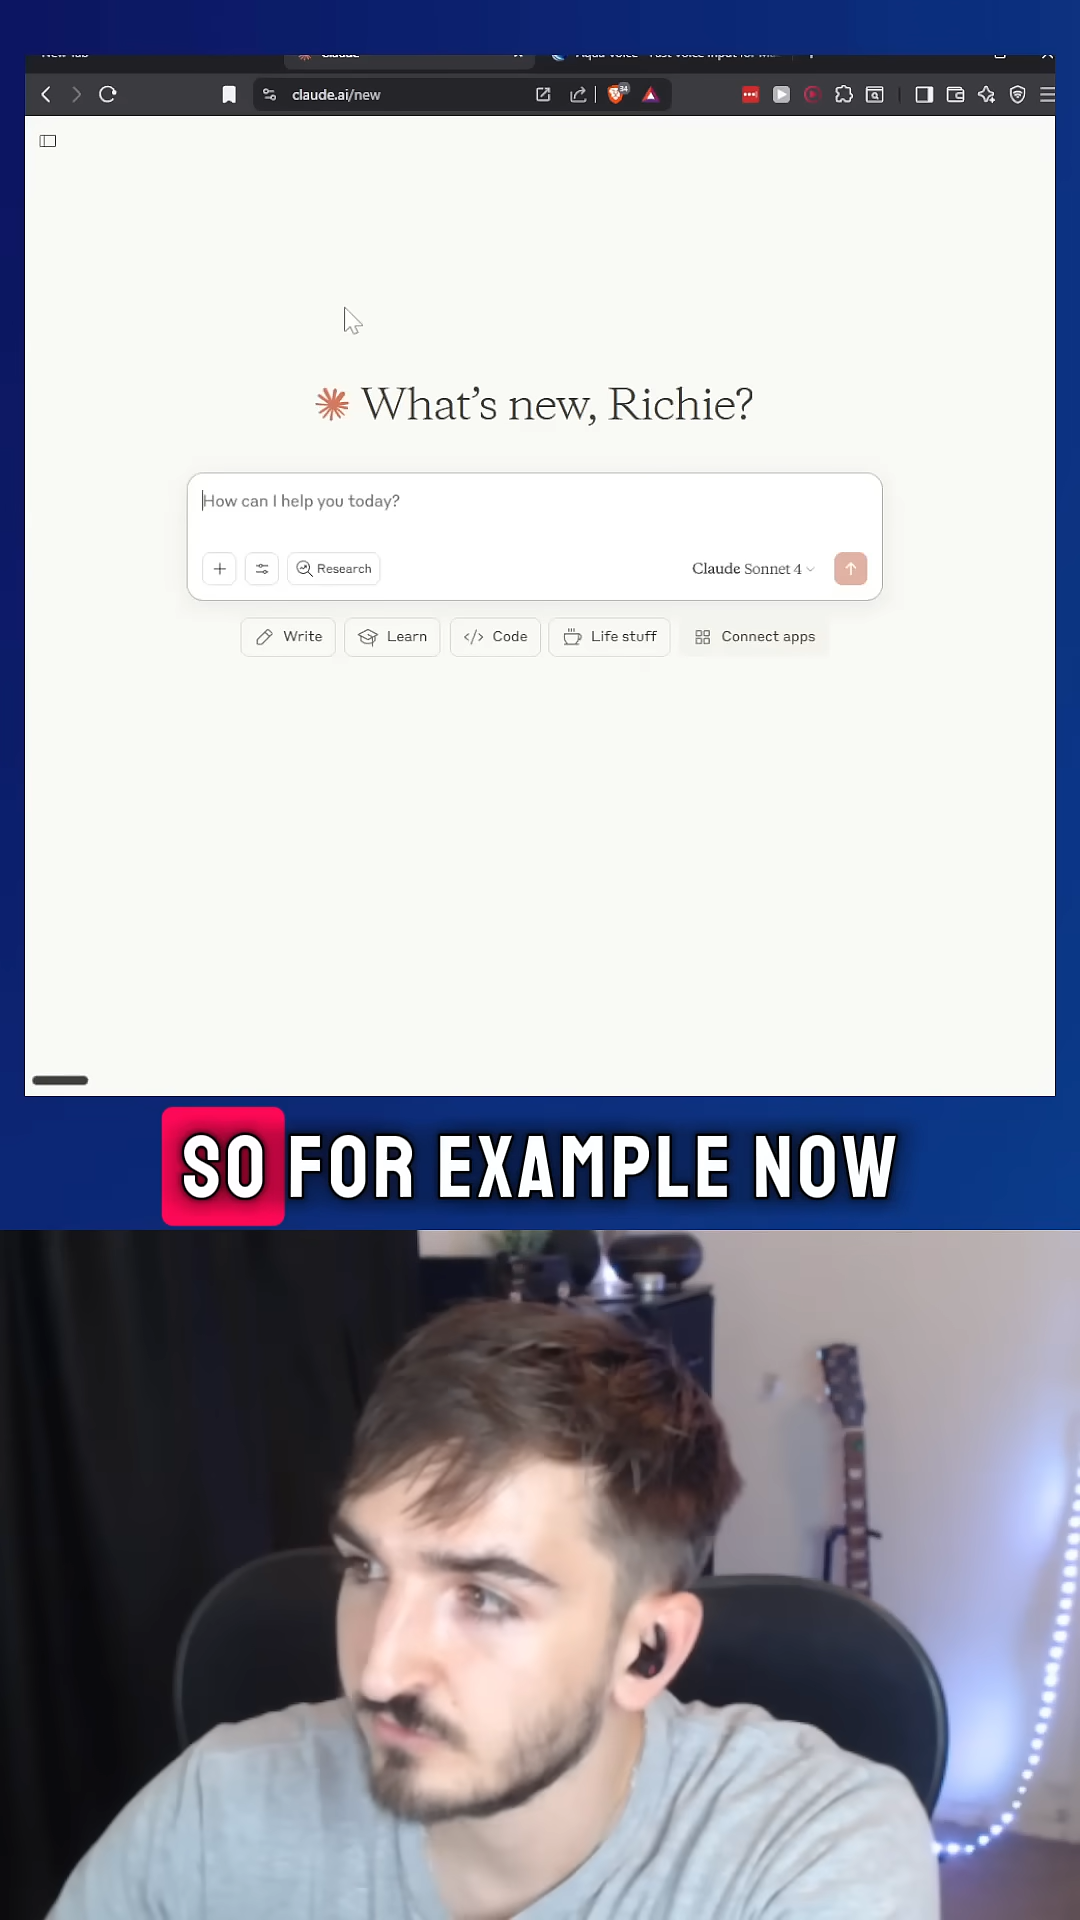 claude.ai/new
34
What's new, Richie?
How can I help you today?
Research
Claude Sonnet 4
Write
Learn
Code
Life stuff
Connect apps
SO FOR EXAMPLE NOW